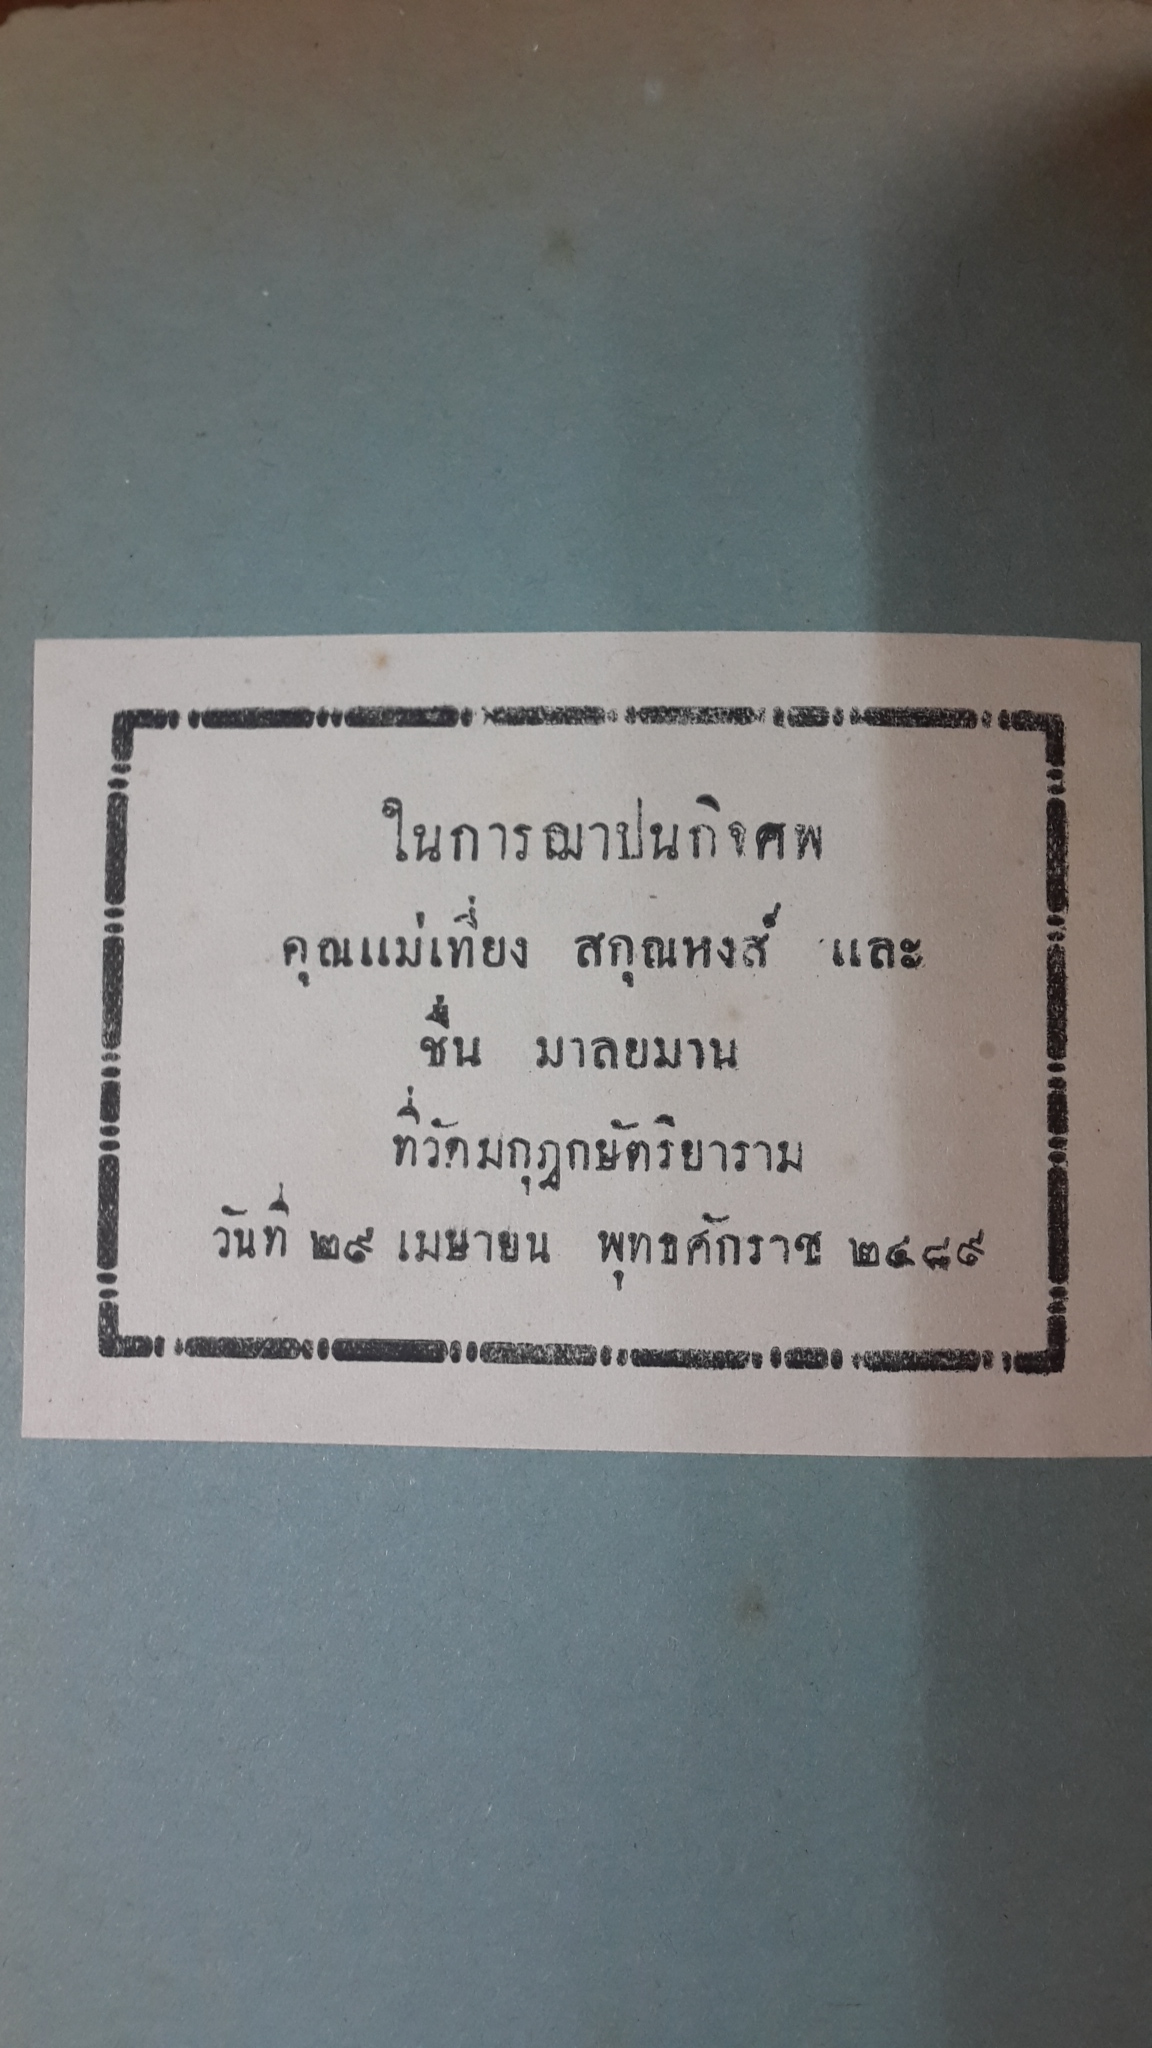 ในการฌาปนกิจศพ
คุณแม่เที่ยง สกุณหงส์ และ
ชื่น มาลยมาน
ที่วัดมกุฎกษัตริยาราม
วันที่ ๒๙ เมษายน พุทธศักราช ๒๔๘๙